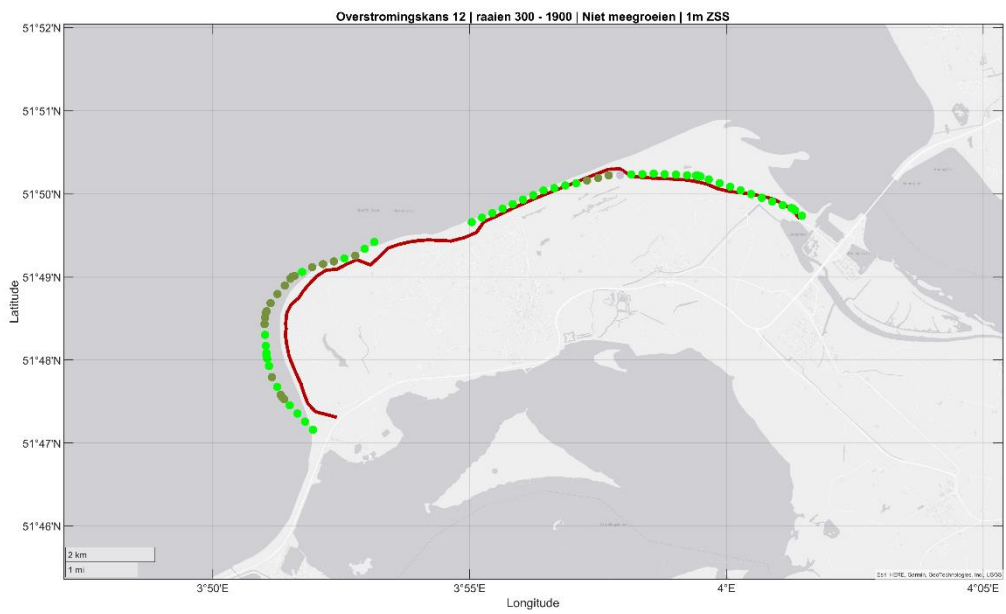 Overstromingskans 12 | raaien 300 - 1900 | Niet meegroeien | 1m ZSS
51°52'N
51°51'N
51°50'N
51°49'N
51°48'N
51°47'N
51°46'N
Latitude
2 km
1 mi
Esri, HERE, Garmin, GeoTechnologies, Inc., USGS
3°50'E
3°55'E
4°E
4°05'E
Longitude